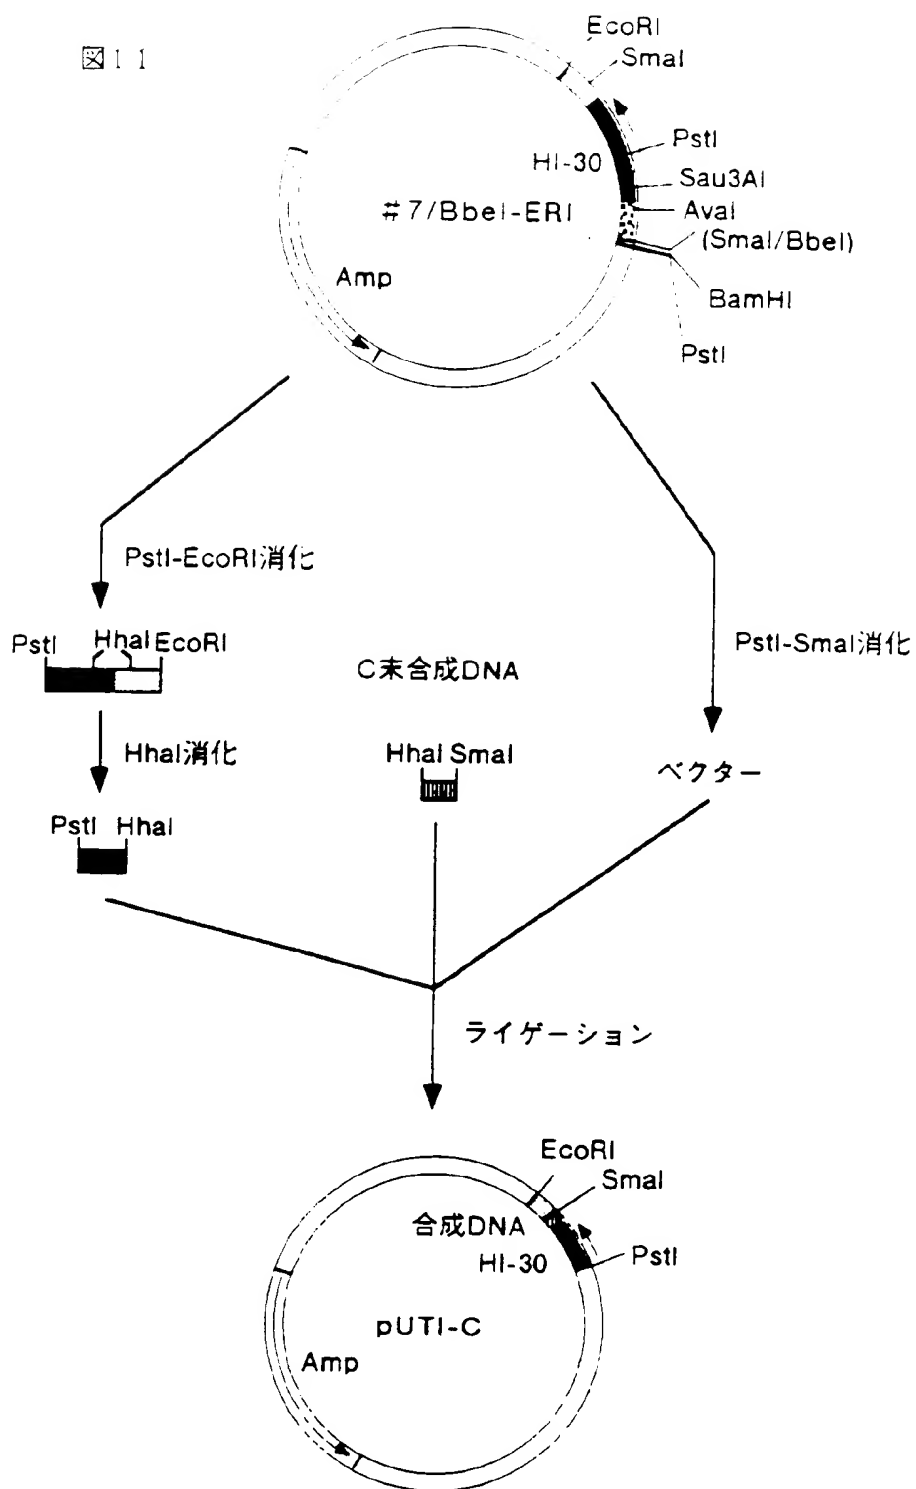 図11
EcoRI
SmaI
PstI
HI-30
Sau3AI
#7/BbeI-ERI
AvaI
(SmaI/BbeI)
Amp
BamHI
PstI
PstI-EcoRI消化
PstI
HhaI
EcoRI
C末合成DNA
PstI-SmaI消化
HhaI消化
HhaI
SmaI
ベクター
PstI
HhaI
ライゲーション
EcoRI
SmaI
合成DNA
HI-30
PstI
pUTI-C
Amp